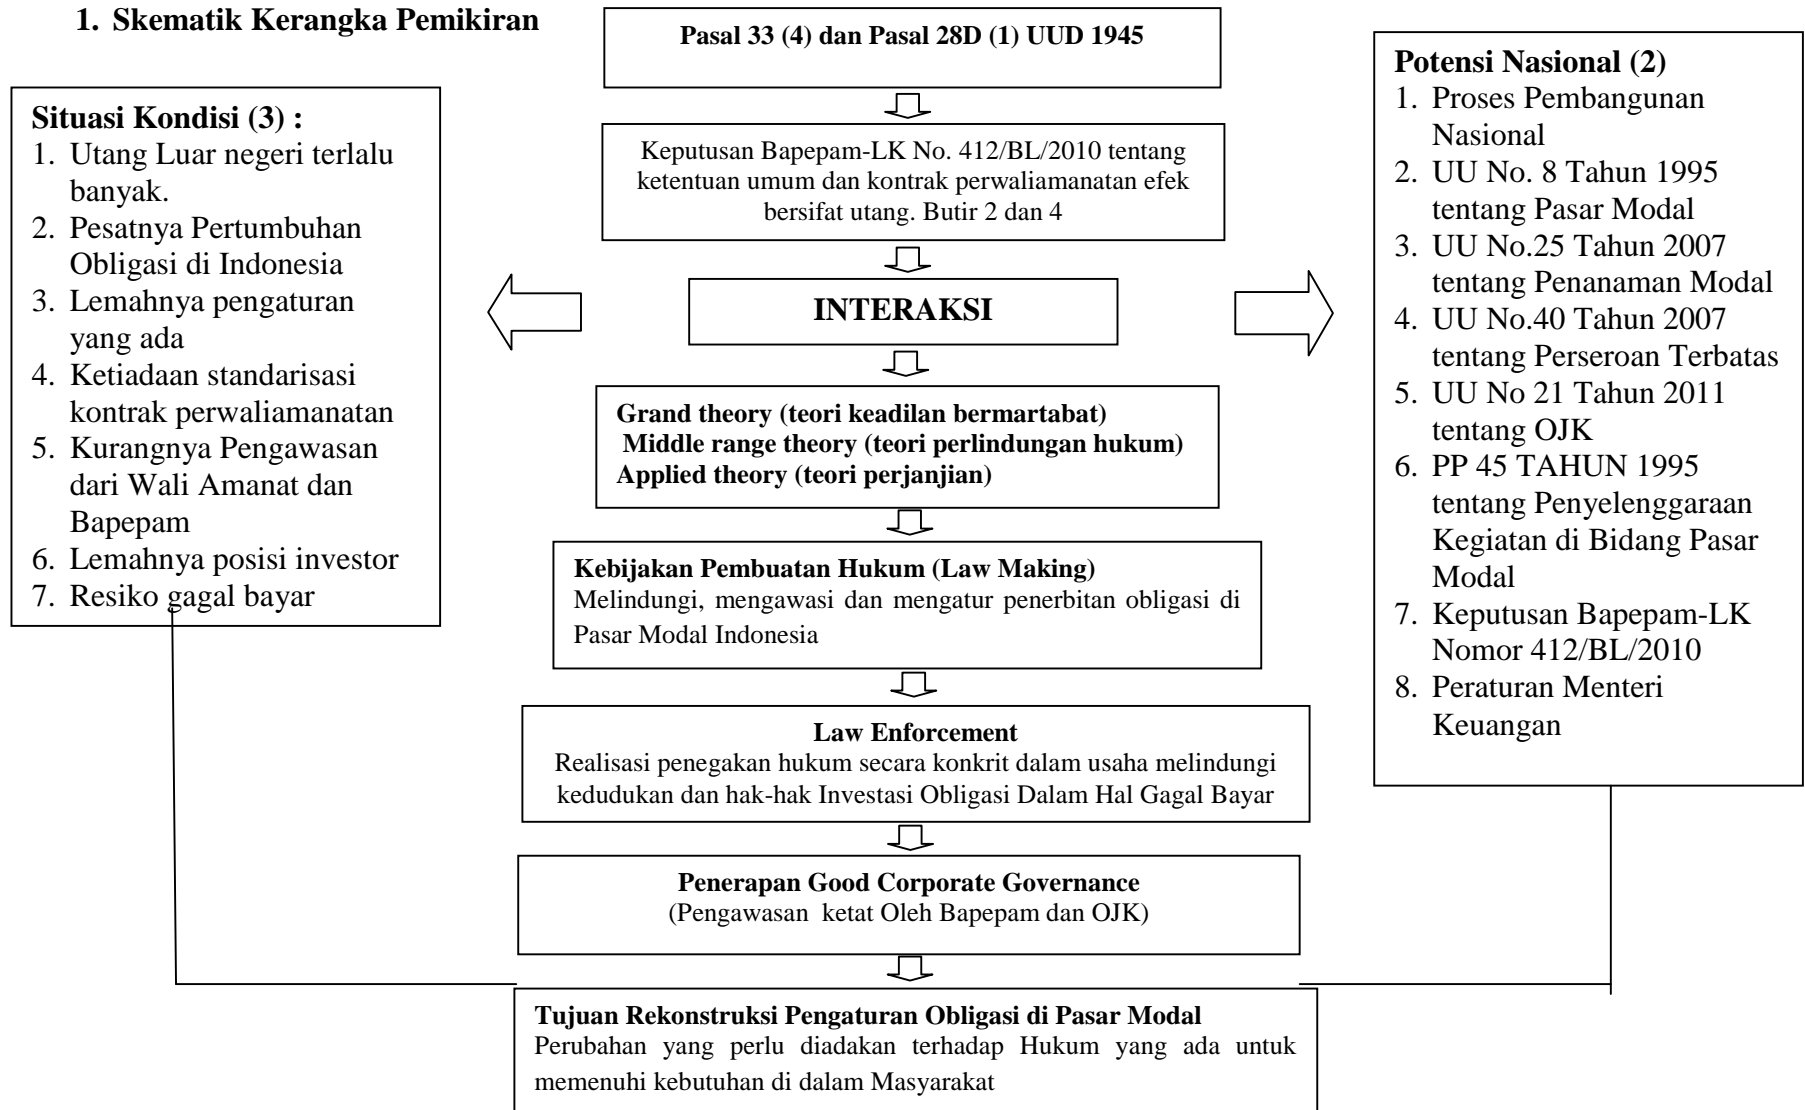 1. Skematik Kerangka Pemikiran
Pasal 33 (4) dan Pasal 28D (1) UUD 1945
Keputusan Bapepam-LK No. 412/BL/2010 tentang
ketentuan umum dan kontrak perwaliamanatan efek
bersifat utang. Butir 2 dan 4
Situasi Kondisi (3) :
1. Utang Luar negeri terlalu
banyak.
2. Pesatnya Pertumbuhan
Obligasi di Indonesia
3. Lemahnya pengaturan
yang ada
4. Ketiadaan standarisasi
kontrak perwaliamanatan
5. Kurangnya Pengawasan
dari Wali Amanat dan
Bapepam
6. Lemahnya posisi investor
7. Resiko gagal bayar
INTERAKSI
Potensi Nasional (2)
1. Proses Pembangunan
Nasional
2. UU No. 8 Tahun 1995
tentang Pasar Modal
3. UU No.25 Tahun 2007
tentang Penanaman Modal
4. UU No.40 Tahun 2007
tentang Perseroan Terbatas
5. UU No 21 Tahun 2011
tentang OJK
6. PP 45 TAHUN 1995
tentang Penyelenggaraan
Kegiatan di Bidang Pasar
Modal
7. Keputusan Bapepam-LK
Nomor 412/BL/2010
8. Peraturan Menteri
Keuangan
Grand theory (teori keadilan bermartabat)
Middle range theory (teori perlindungan hukum)
Applied theory (teori perjanjian)
Kebijakan Pembuatan Hukum (Law Making)
Melindungi, mengawasi dan mengatur penerbitan obligasi di
Pasar Modal Indonesia
Law Enforcement
Realisasi penegakan hukum secara konkrit dalam usaha melindungi
kedudukan dan hak-hak Investasi Obligasi Dalam Hal Gagal Bayar
Penerapan Good Corporate Governance
(Pengawasan ketat Oleh Bapepam dan OJK)
Tujuan Rekonstruksi Pengaturan Obligasi di Pasar Modal
Perubahan yang perlu diadakan terhadap Hukum yang ada untuk
memenuhi kebutuhan di dalam Masyarakat